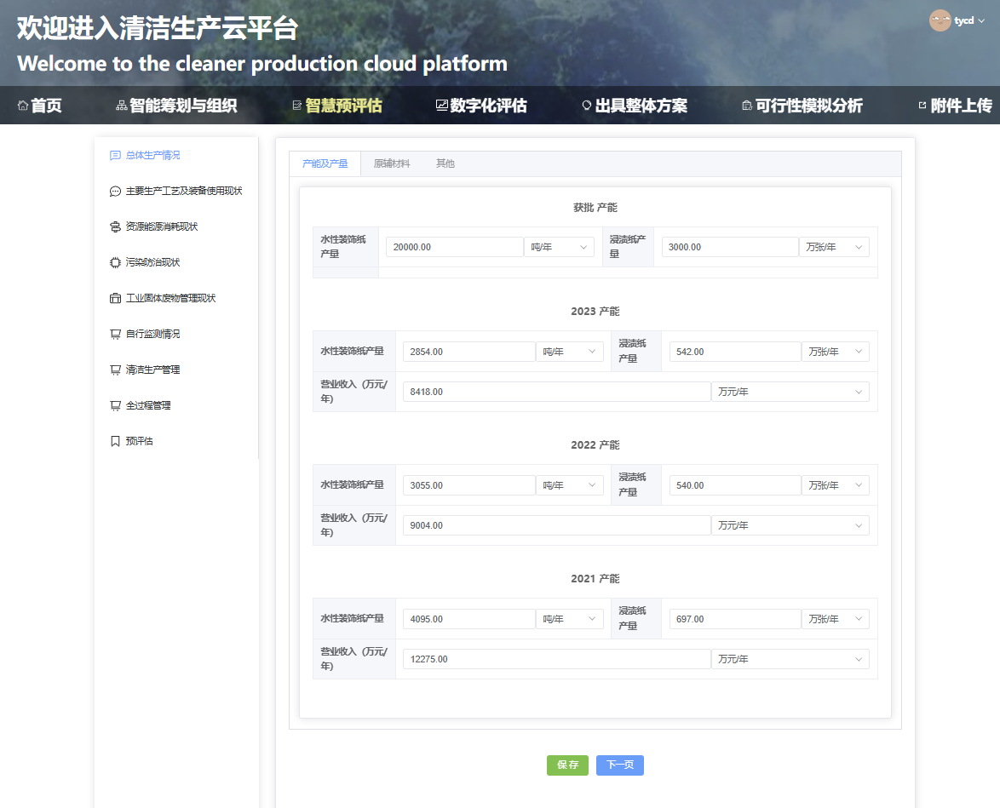 欢迎进入清洁生产云平台
tycd
Welcome to the cleaner production cloud platform
首页 智能筹划与组织 智慧预评估 数字化评估 出具整体方案 可行性模拟分析 附件上传
总体生产情况
主要生产工艺及装备使用现状
资源能源消耗现状
污染防治现状
工业固体废物管理现状
自行监测情况
清洁生产管理
全过程管理
预评估
产能及产量 原辅材料 其他
获批 产能
水性装饰纸
产量
20000.00 吨/年
浸渍纸产
量
3000.00 万张/年
2023 产能
水性装饰纸产量 2854.00 吨/年
浸渍纸
产量
542.00 万张/年
营业收入（万元/
年）
8418.00 万元/年
2022 产能
水性装饰纸产量 3055.00 吨/年
浸渍纸
产量
540.00 万张/年
营业收入（万元/
年）
9004.00 万元/年
2021 产能
水性装饰纸产量 4095.00 吨/年
浸渍纸
产量
697.00 万张/年
营业收入（万元/
年）
12275.00 万元/年
保存 下一页